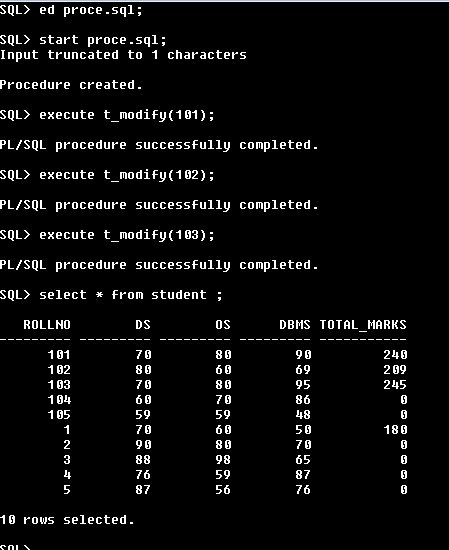 SQL> ed proce.sql;
SQL> start proce.sql;
Input truncated to 1 characters
Procedure created.
SQL> execute t_modify(101);
PL/SQL procedure successfully completed.
SQL> execute t_modify(102);
PL/SQL procedure successfully completed.
SQL> execute t_modify(103);
PL/SQL procedure successfully completed.
SQL> select * from student ;
ROLLNO DS OS DBMS TOTAL_MARKS
---------- ---------- ---------- ---------- -----------
101 70 80 90 240
102 80 60 69 209
103 70 80 95 245
104 60 70 86 0
105 59 59 48 0
1 70 60 50 180
2 90 80 70 0
3 88 98 65 0
4 76 59 87 0
5 87 56 76 0
10 rows selected.
SQL>